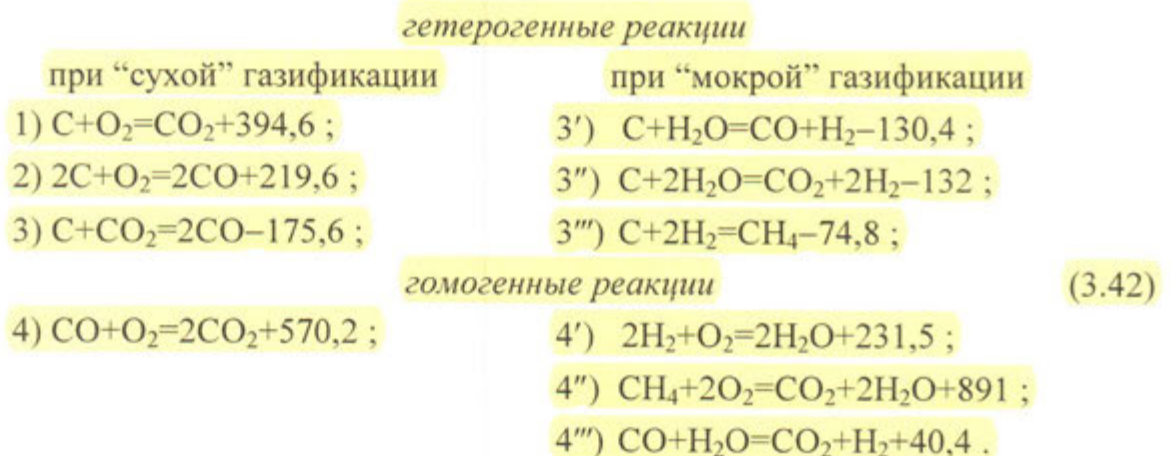 гетерогенные реакции
при “сухой” газификации при “мокрой” газификации
1) C+O₂=CO₂+394,6 ; 3′) C+H₂O=CO+H₂−130,4 ;
2) 2C+O₂=2CO+219,6 ; 3″) C+2H₂O=CO₂+2H₂−132 ;
3) C+CO₂=2CO−175,6 ; 3‴) C+2H₂=CH₄−74,8 ;
гомогенные реакции (3.42)
4) CO+O₂=2CO₂+570,2 ; 4′) 2H₂+O₂=2H₂O+231,5 ;
4″) CH₄+2O₂=CO₂+2H₂O+891 ;
4‴) CO+H₂O=CO₂+H₂+40,4 .